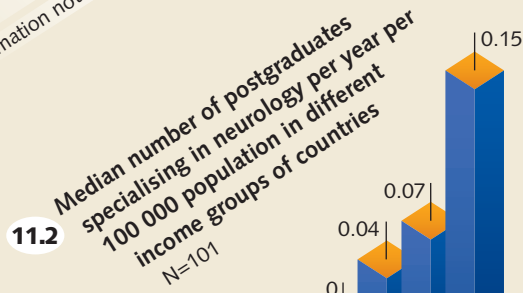 Median number of postgraduates
specialising in neurology per year per
100 000 population in different
income groups of countries
N=101
11.2
0.15
0.07
0.04
0